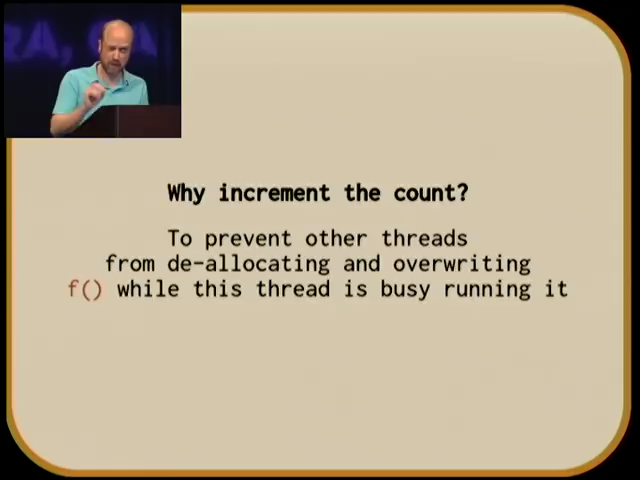 RA,
Why increment the count?
To prevent other threads
from de-allocating and overwriting
f() while this thread is busy running it